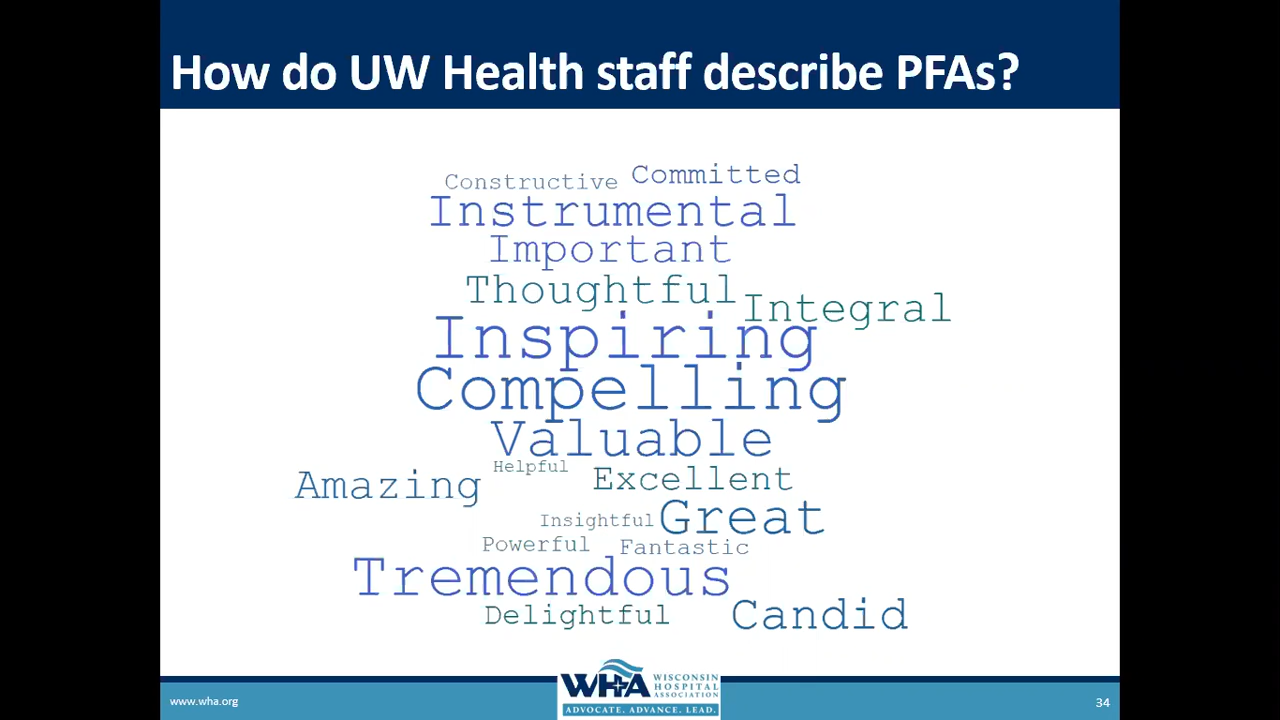 How do UW Health staff describe PFAs?
Constructive Committed
Instrumental
Important
Thoughtful
Integral
Inspiring
Compelling
Valuable
Helpful
Amazing
Excellent
Insightful
Great
Powerful Fantastic
Tremendous
Delightful
Candid
www.wha.org
WHA
WISCONSIN
HOSPITAL
ASSOCIATION
ADVOCATE. ADVANCE. LEAD.
34